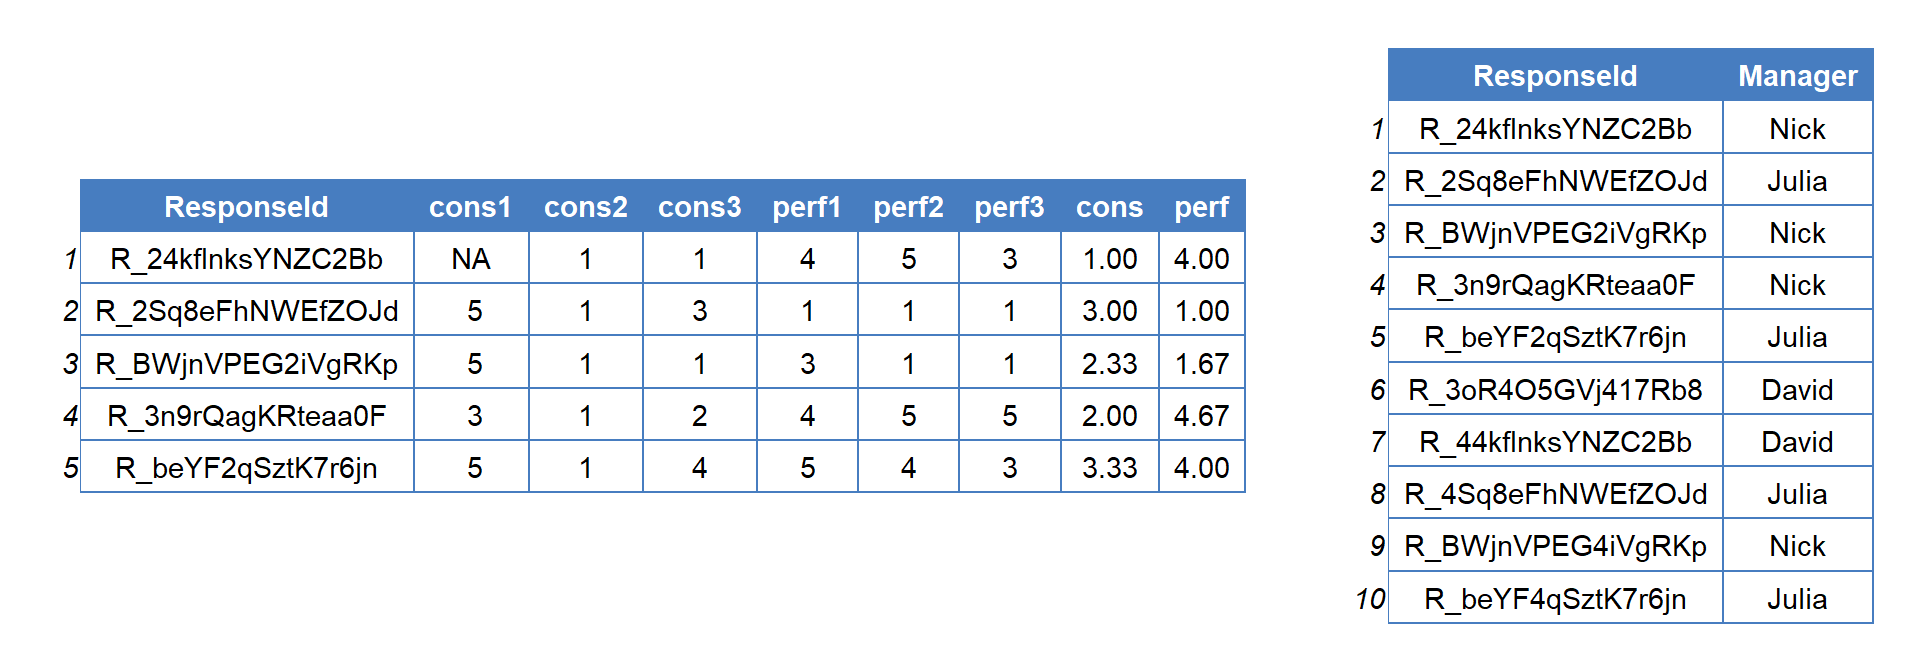 ResponseId cons1 cons2 cons3 perf1 perf2 perf3 cons perf
1 R_24kflnksYNZC2Bb NA 1 1 4 5 3 1.00 4.00
2 R_2Sq8eFhNWEfZOJd 5 1 3 1 1 1 3.00 1.00
3 R_BWjnVPEG2iVgRKp 5 1 1 3 1 1 2.33 1.67
4 R_3n9rQagKRteaa0F 3 1 2 4 5 5 2.00 4.67
5 R_beYF2qSztK7r6jn 5 1 4 5 4 3 3.33 4.00
ResponseId Manager
1 R_24kflnksYNZC2Bb Nick
2 R_2Sq8eFhNWEfZOJd Julia
3 R_BWjnVPEG2iVgRKp Nick
4 R_3n9rQagKRteaa0F Nick
5 R_beYF2qSztK7r6jn Julia
6 R_3oR4O5GVj417Rb8 David
7 R_44kflnksYNZC2Bb David
8 R_4Sq8eFhNWEfZOJd Julia
9 R_BWjnVPEG4iVgRKp Nick
10 R_beYF4qSztK7r6jn Julia